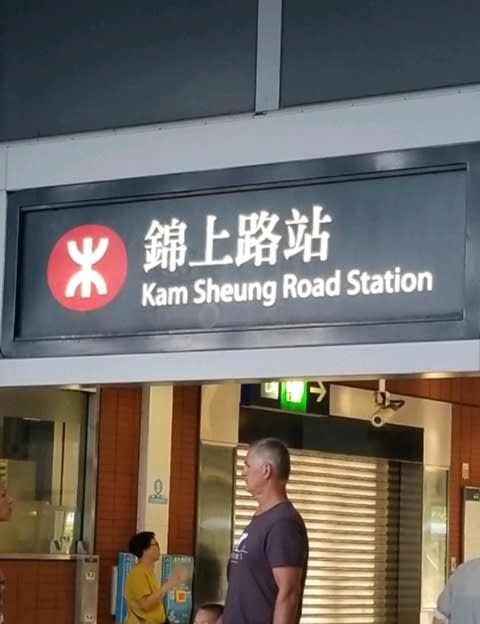 錦上路站
Kam Sheung Road Station